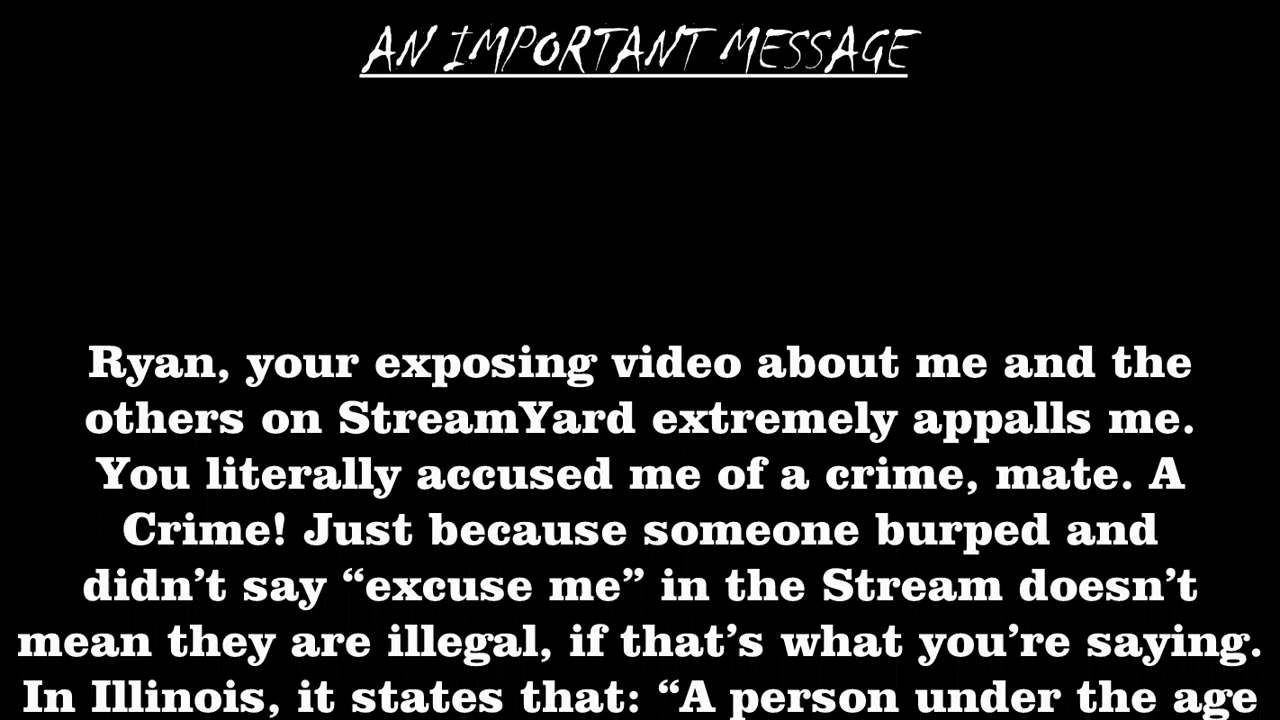 AN IMPORTANT MESSAGE
Ryan, your exposing video about me and the
others on StreamYard extremely appalls me.
You literally accused me of a crime, mate. A
Crime! Just because someone burped and
didn’t say “excuse me” in the Stream doesn’t
mean they are illegal, if that’s what you’re saying.
In Illinois, it states that: “A person under the age